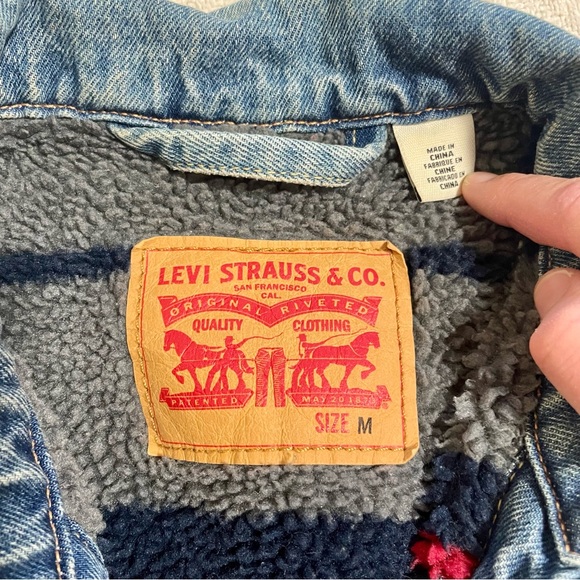 MADE IN
CHINA
FABRIQUE EN
CHINE
FABRICADO EN
CHINA
LEVI STRAUSS & CO.
SAN FRANCISCO
CAL.
ORIGINAL RIVETED
QUALITY CLOTHING
PATENTED MAY 20 1873
SIZE M